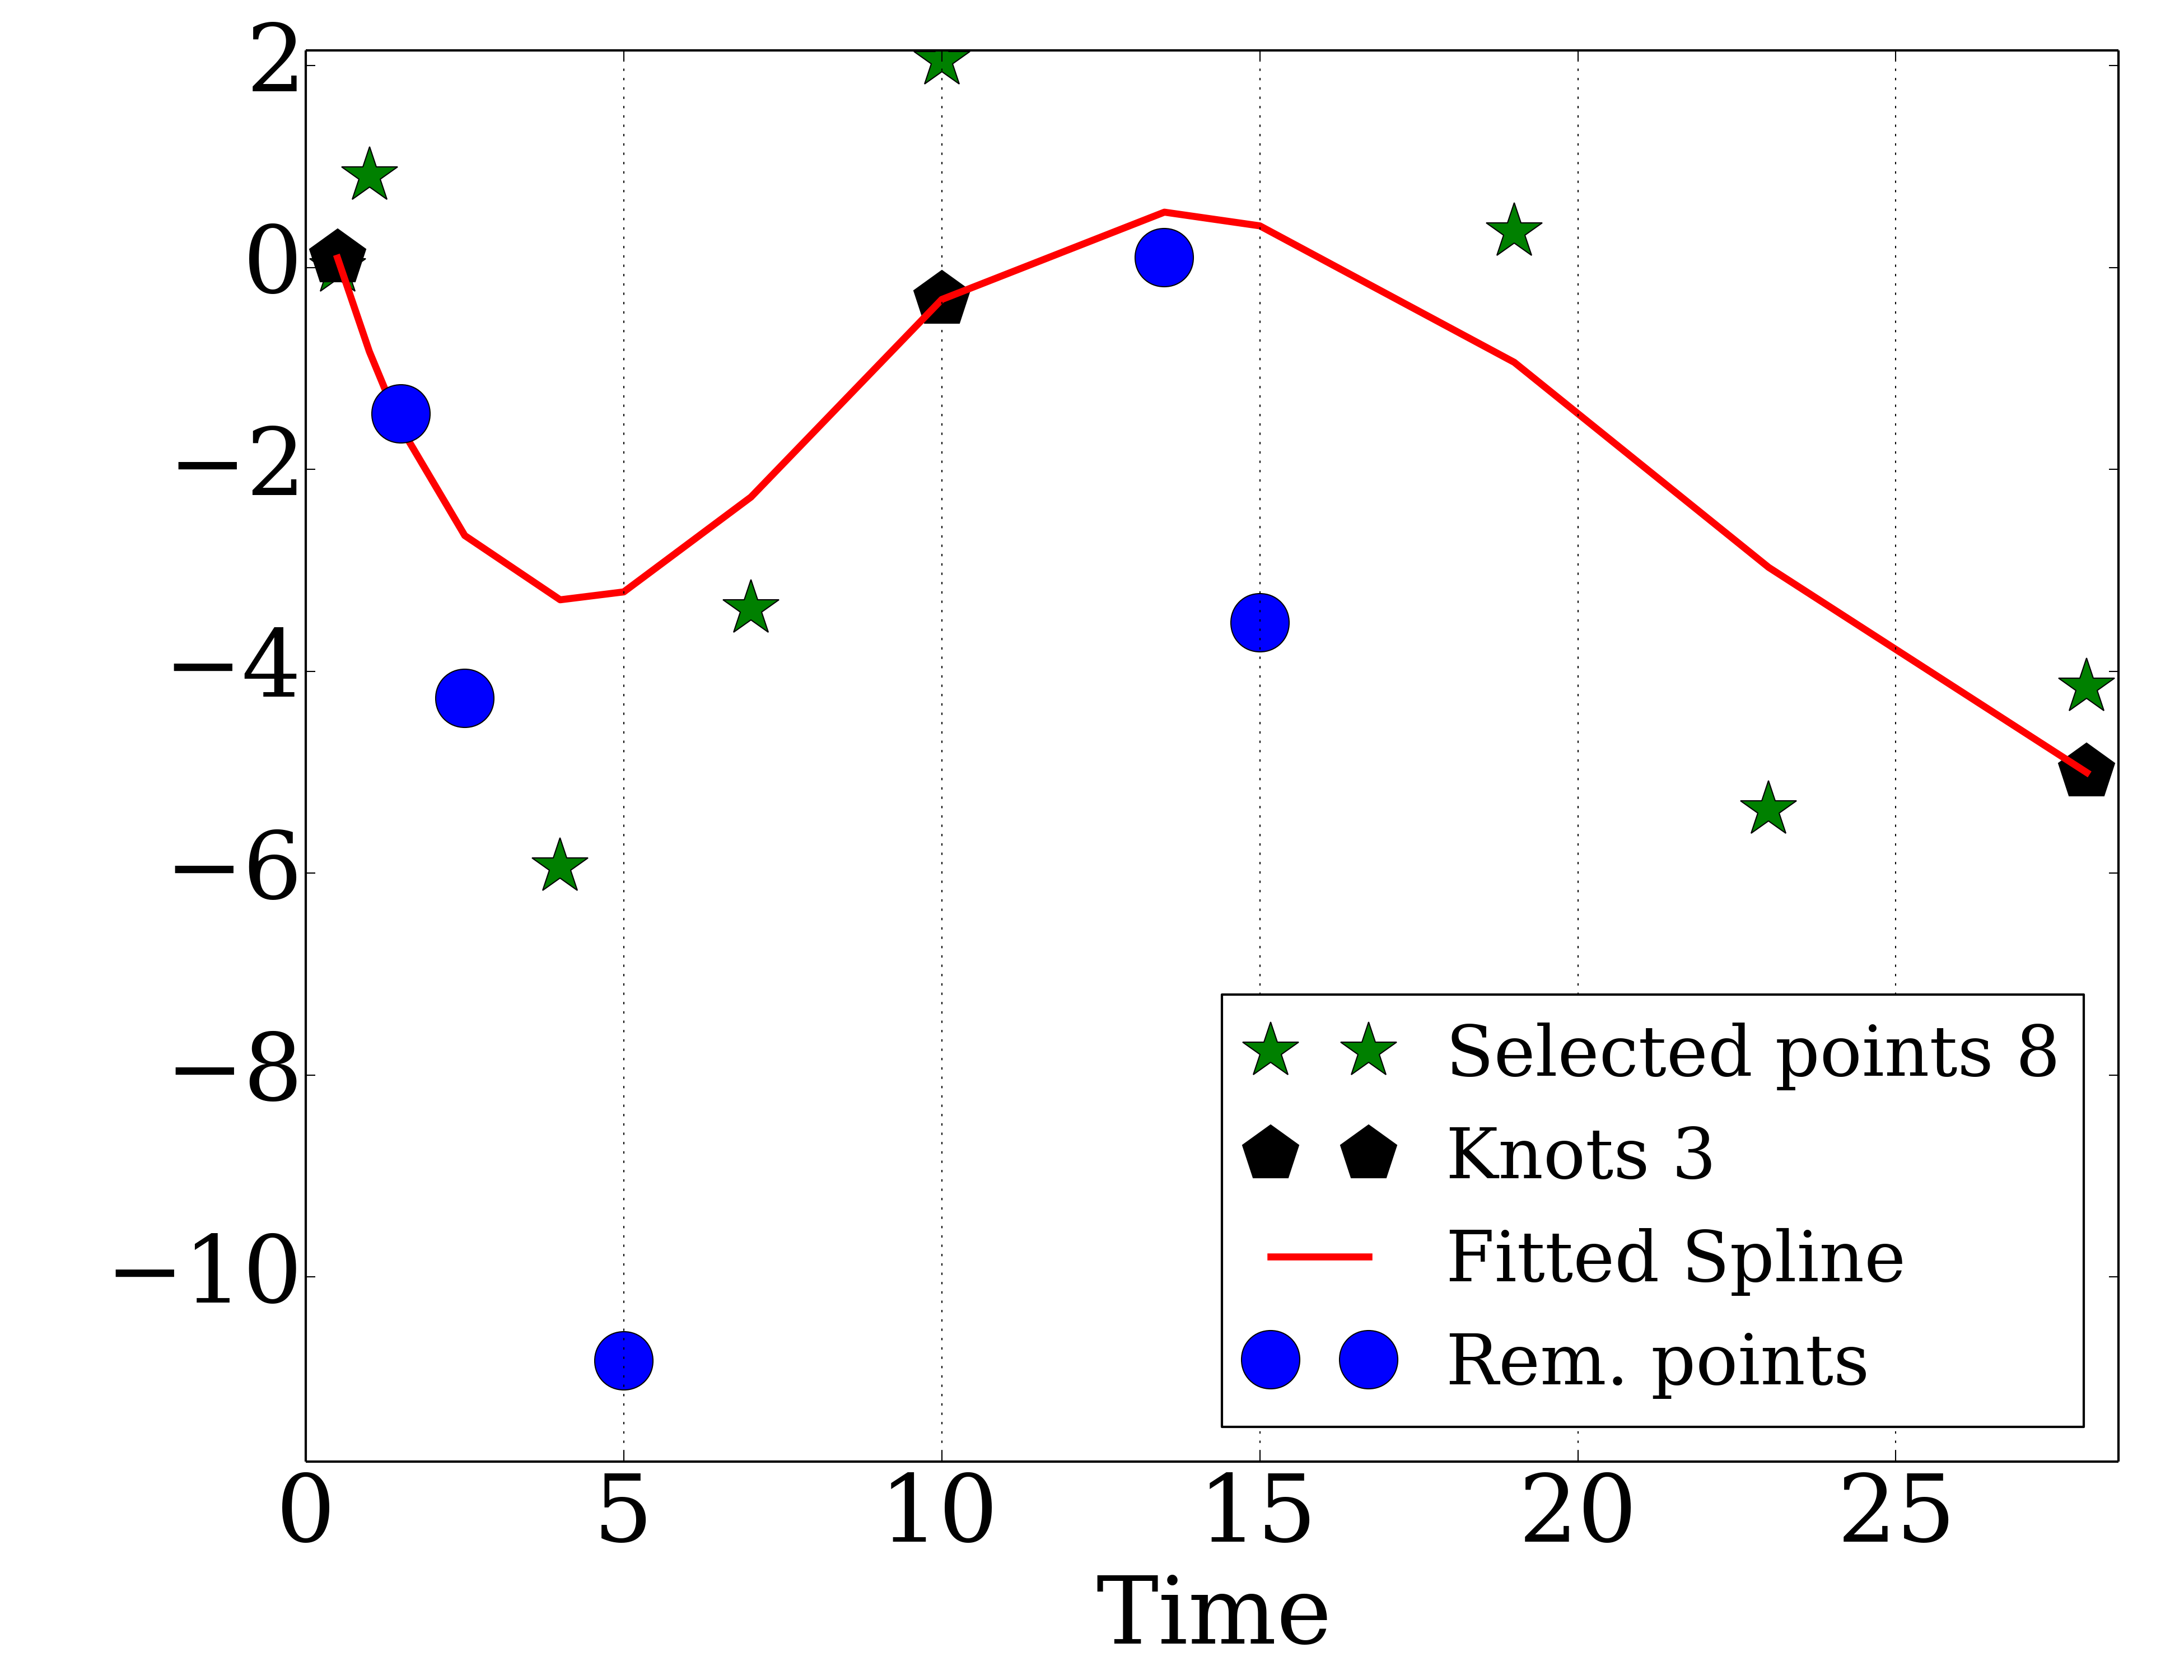 2
0
−2
−4
−6
−8
−10
0 5 10 15 20 25
Time
Selected points 8
Knots 3
Fitted Spline
Rem. points